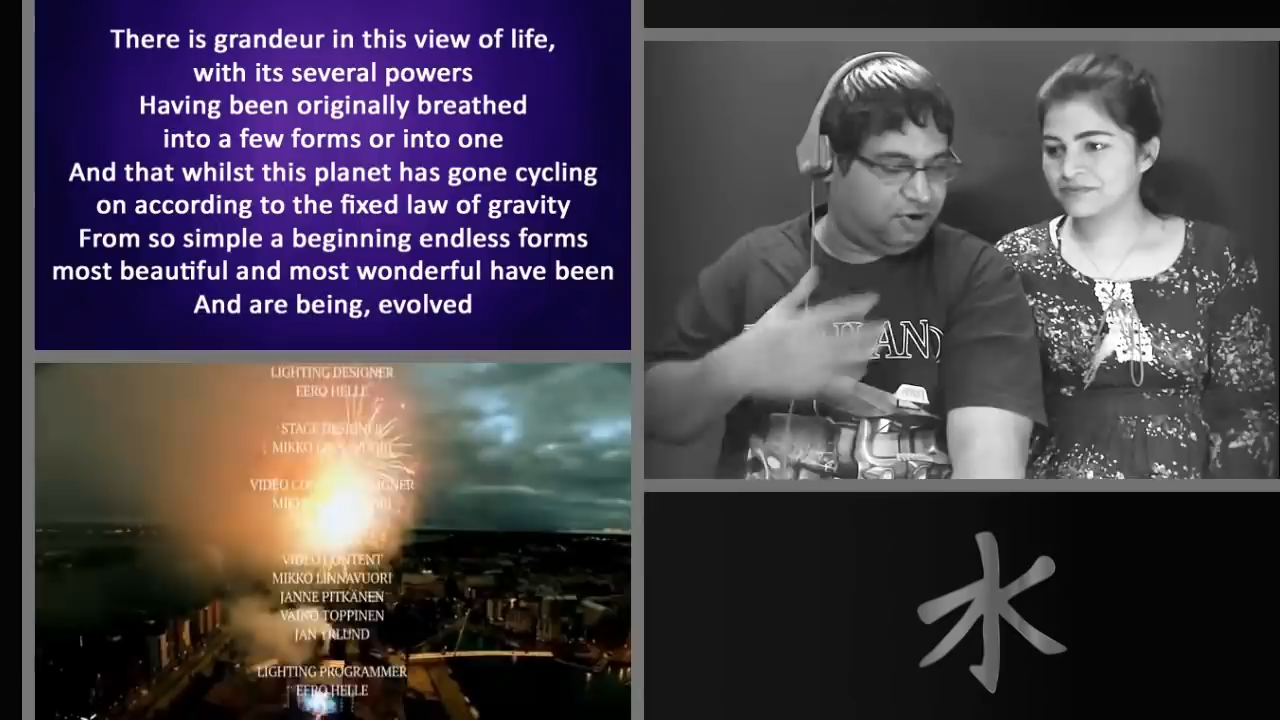 There is grandeur in this view of life,
with its several powers
Having been originally breathed
into a few forms or into one
And that whilst this planet has gone cycling
on according to the fixed law of gravity
From so simple a beginning endless forms
most beautiful and most wonderful have been
And are being, evolved
LIGHTING DESIGNER
EERO HELLE
STAGE DESIGNER
MIKKO LINNAVUORI
VIDEO CONTENT
MIKKO LINNAVUORI
JANNE PITKÄNEN
VÄINÖ TOPPINEN
JAN YRLUND
LIGHTING PROGRAMMER
EERO HELLE
水